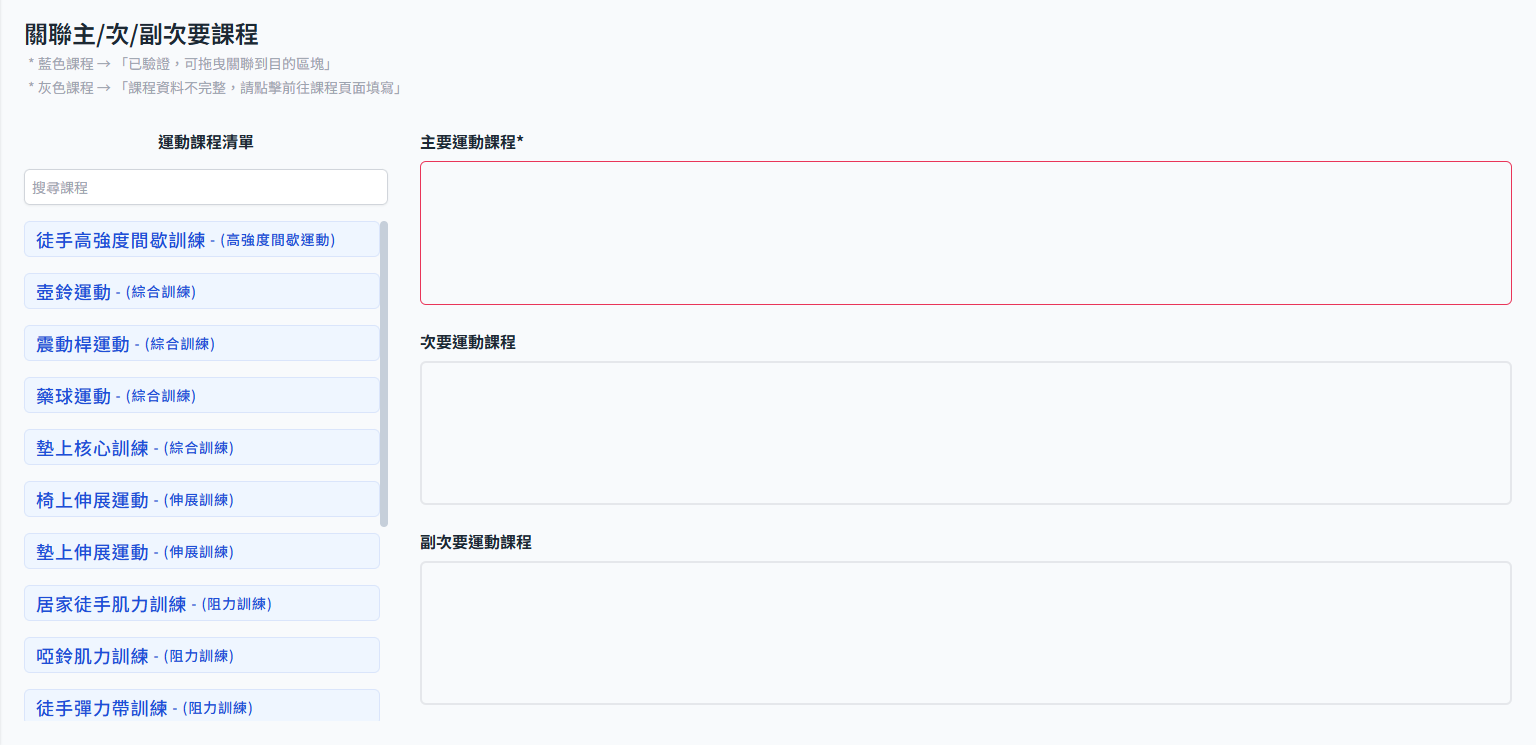 關聯主/次/副次要課程
* 藍色課程 → 「已驗證，可拖曳關聯到目的區塊」
* 灰色課程 → 「課程資料不完整，請點擊前往課程頁面填寫」
運動課程清單
搜尋課程
徒手高強度間歇訓練 - (高強度間歇運動)
壺鈴運動 - (綜合訓練)
震動桿運動 - (綜合訓練)
藥球運動 - (綜合訓練)
墊上核心訓練 - (綜合訓練)
椅上伸展運動 - (伸展訓練)
墊上伸展運動 - (伸展訓練)
居家徒手肌力訓練 - (阻力訓練)
啞鈴肌力訓練 - (阻力訓練)
徒手彈力帶訓練 - (阻力訓練)
主要運動課程*
次要運動課程
副次要運動課程